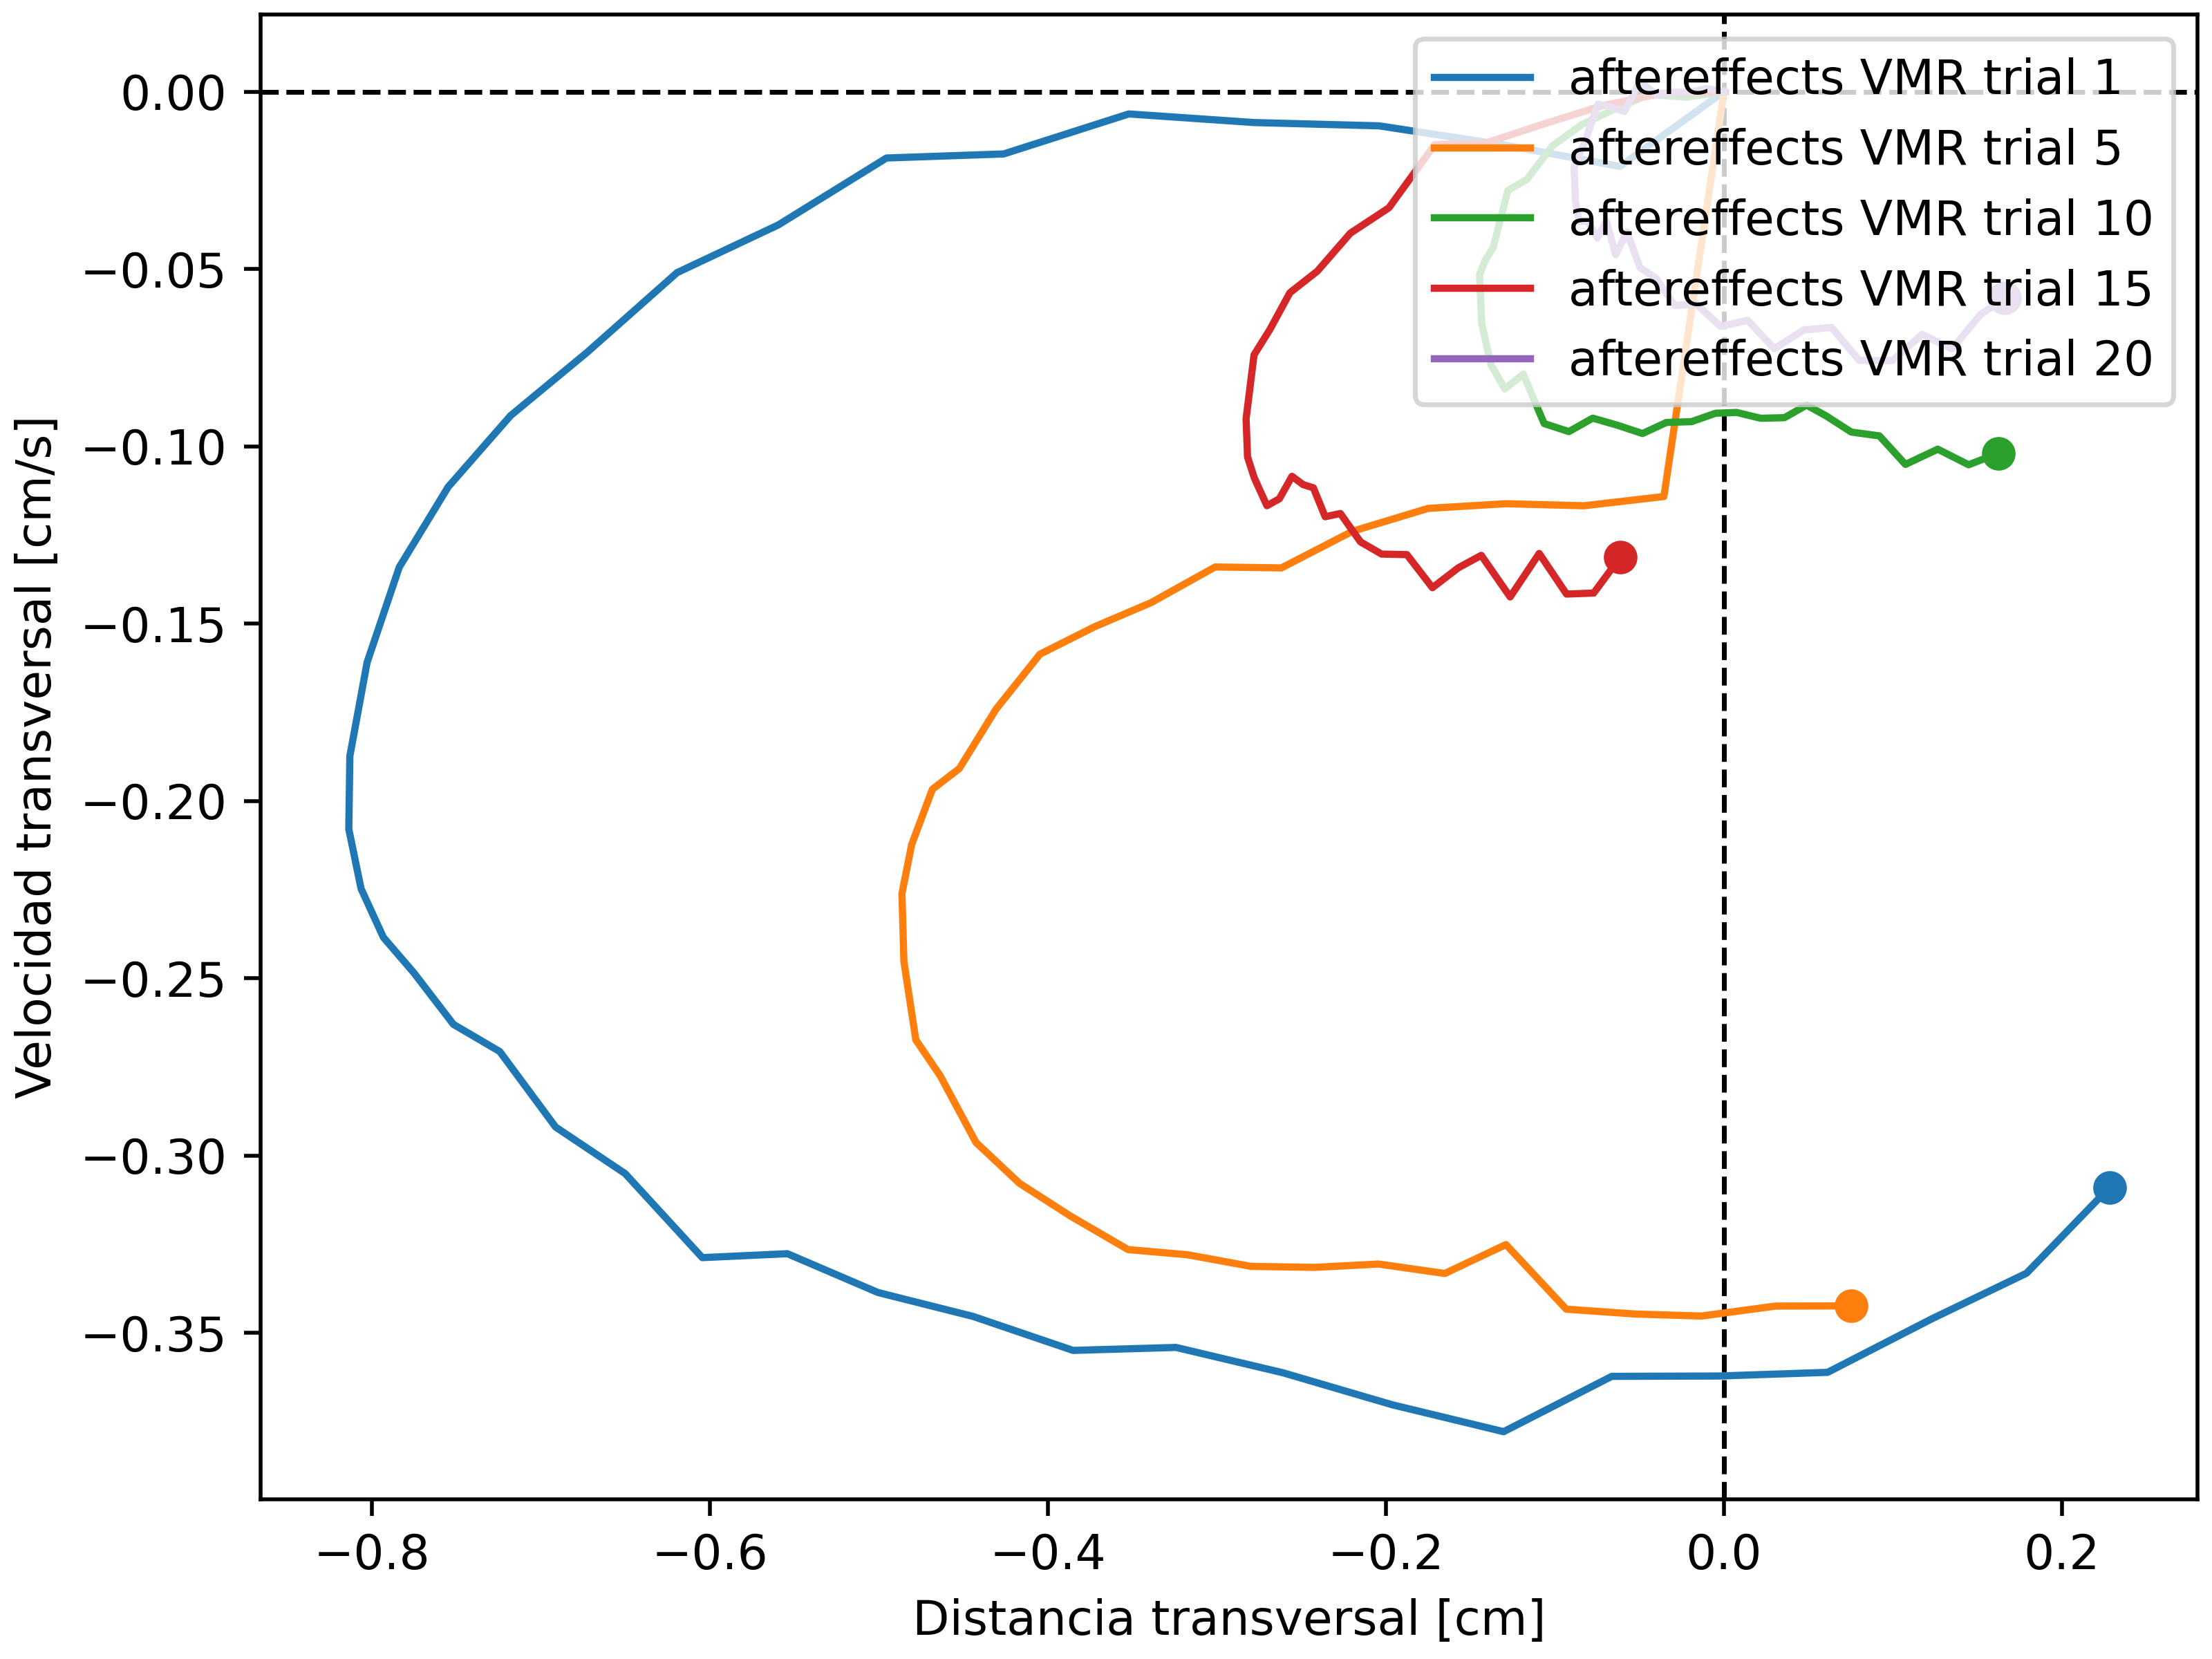 aftereffects VMR trial 1
aftereffects VMR trial 5
aftereffects VMR trial 10
aftereffects VMR trial 15
aftereffects VMR trial 20
Velocidad transversal [cm/s]
0.00
−0.05
−0.10
−0.15
−0.20
−0.25
−0.30
−0.35
−0.8
−0.6
−0.4
−0.2
0.0
0.2
Distancia transversal [cm]